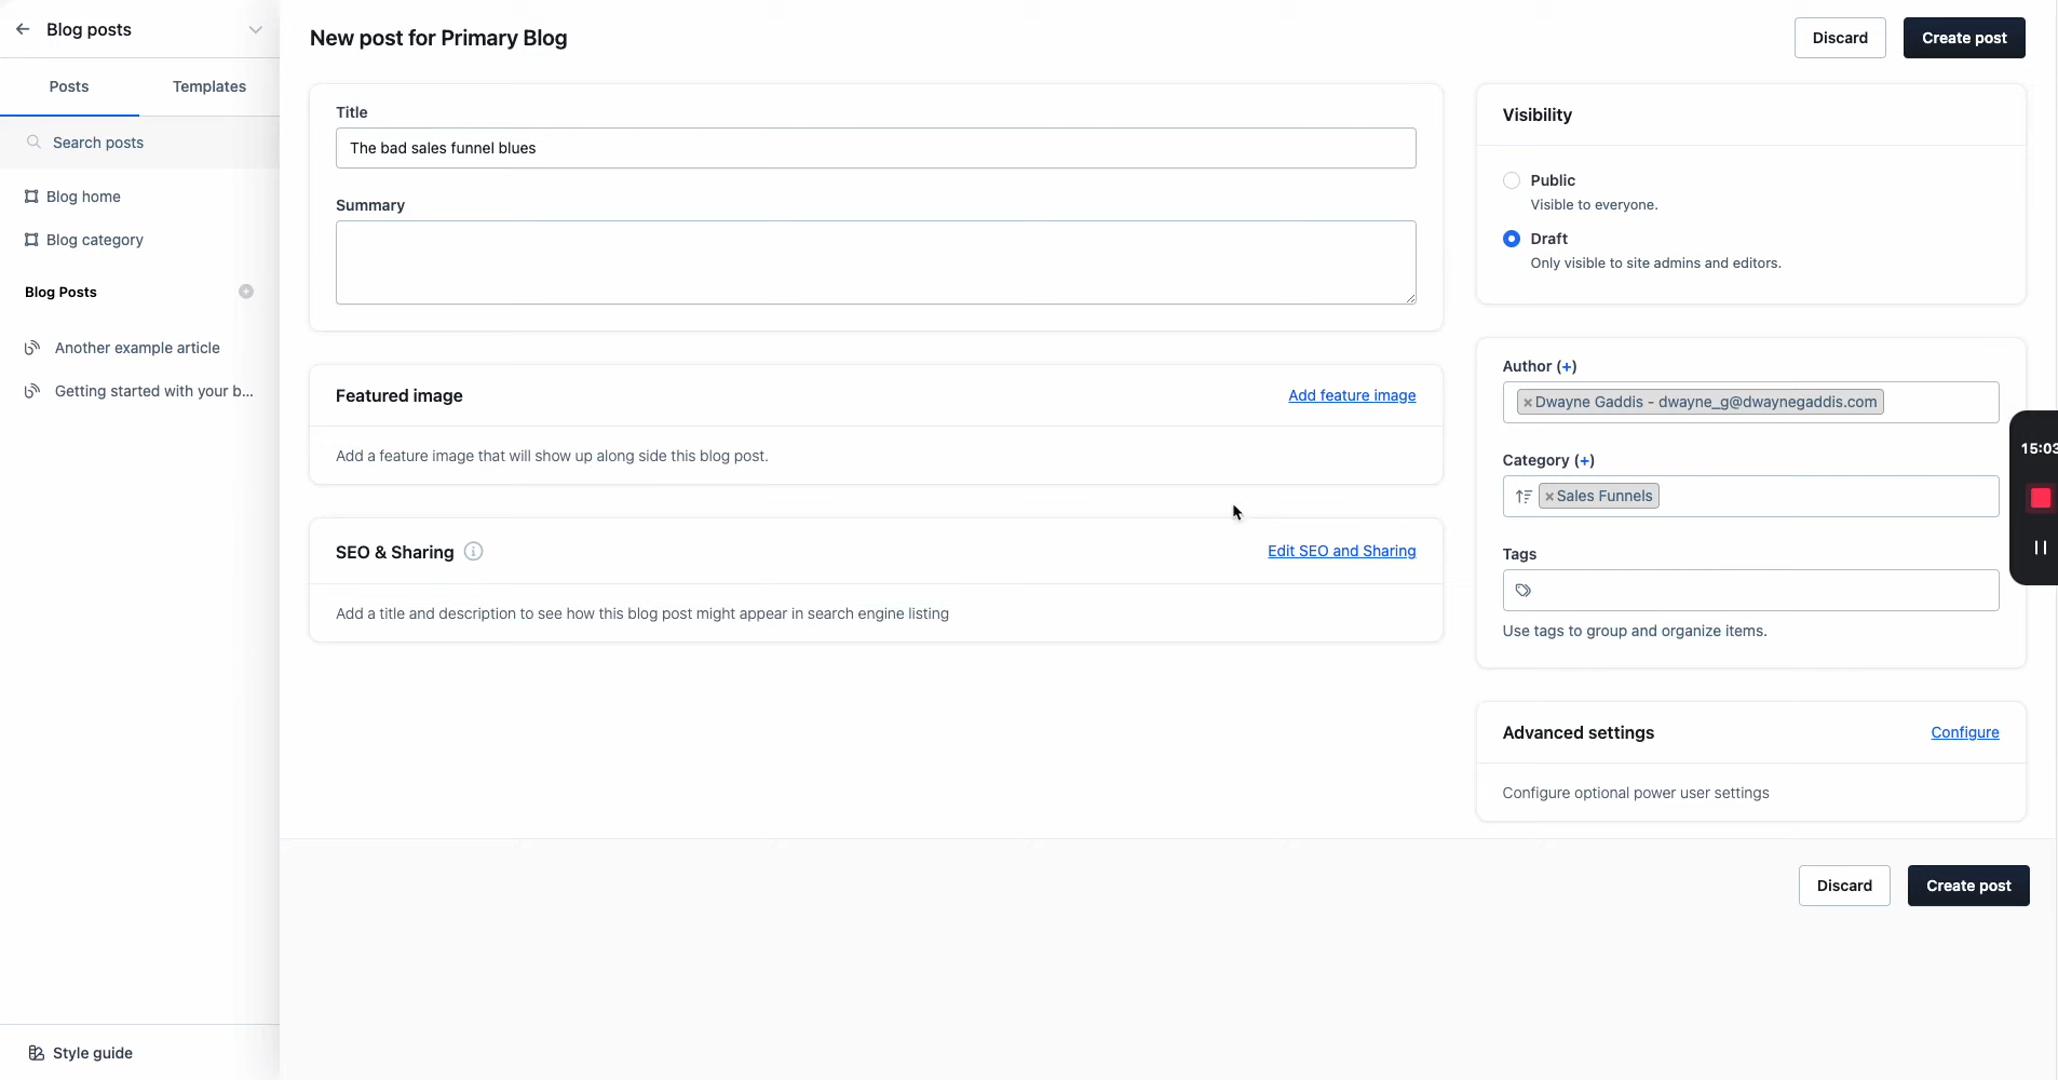 Blog posts
Posts
Templates
Search posts
Blog home
Blog category
Blog Posts
Another example article
Getting started with your b...
Style guide
New post for Primary Blog
Discard
Create post
Title
The bad sales funnel blues
Summary
Featured image
Add feature image
Add a feature image that will show up along side this blog post.
SEO & Sharing
Edit SEO and Sharing
Add a title and description to see how this blog post might appear in search engine listing
Visibility
Public
Visible to everyone.
Draft
Only visible to site admins and editors.
Author (+)
×Dwayne Gaddis - dwayne_g@dwaynegaddis.com
Category (+)
×Sales Funnels
Tags
Use tags to group and organize items.
Advanced settings
Configure
Configure optional power user settings
Discard
Create post
15:03